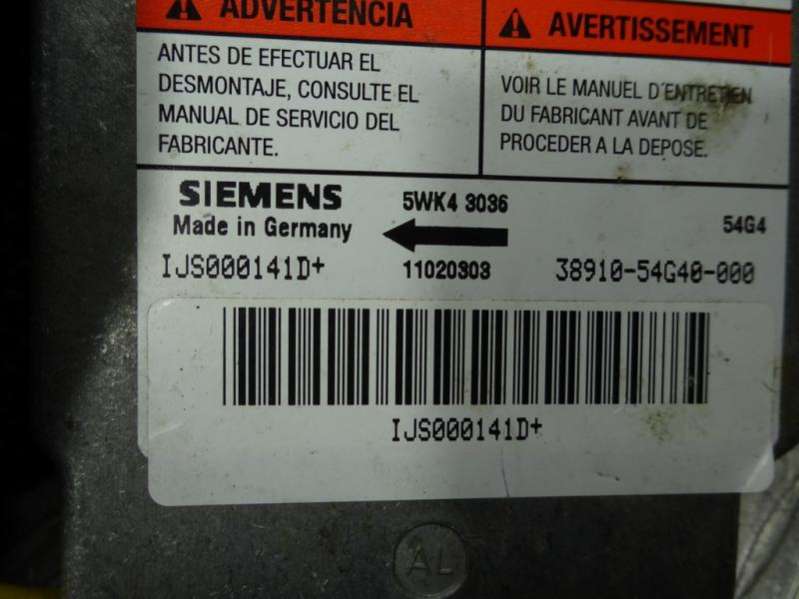 ADVERTENCIA
ANTES DE EFECTUAR EL
DESMONTAJE, CONSULTE EL
MANUAL DE SERVICIO DEL
FABRICANTE.
AVERTISSEMENT
VOIR LE MANUEL D'ENTRETIEN
DU FABRICANT AVANT DE
PROCEDER A LA DEPOSE.
SIEMENS 5WK4 3036
Made in Germany 54G4
IJS000141D+ 11020303 38910-54G40-000
IJS000141D+
AL